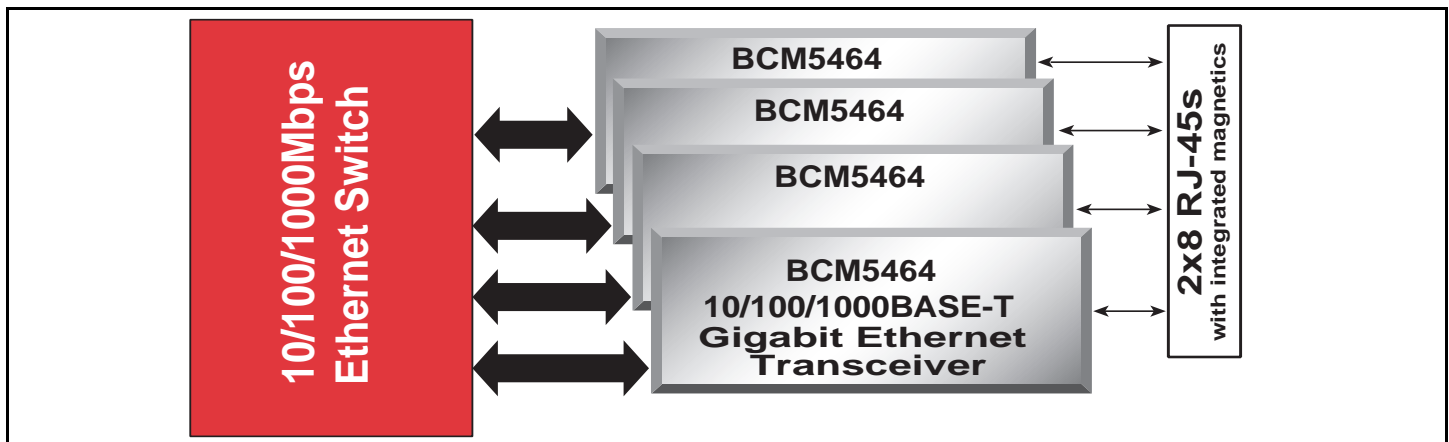 10/100/1000Mbps
Ethernet Switch
BCM5464
BCM5464
BCM5464
BCM5464
10/100/1000BASE-T
Gigabit Ethernet
Transceiver
2x8 RJ-45s
with integrated magnetics